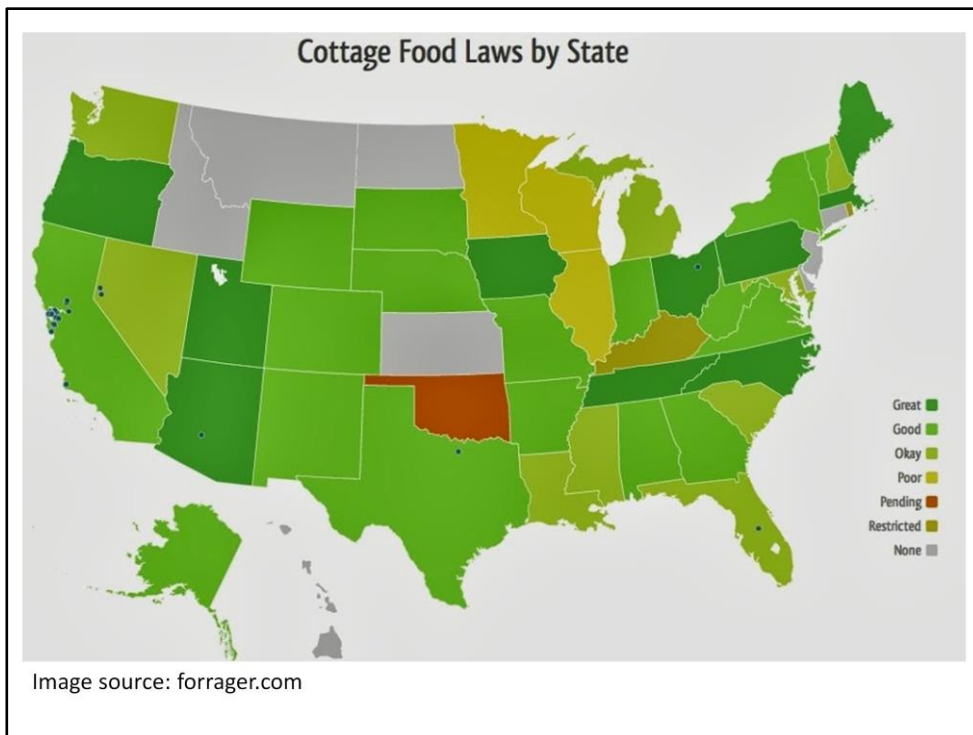 Cottage Food Laws by State
Great
Good
Okay
Poor
Pending
Restricted
None
Image source: forrager.com